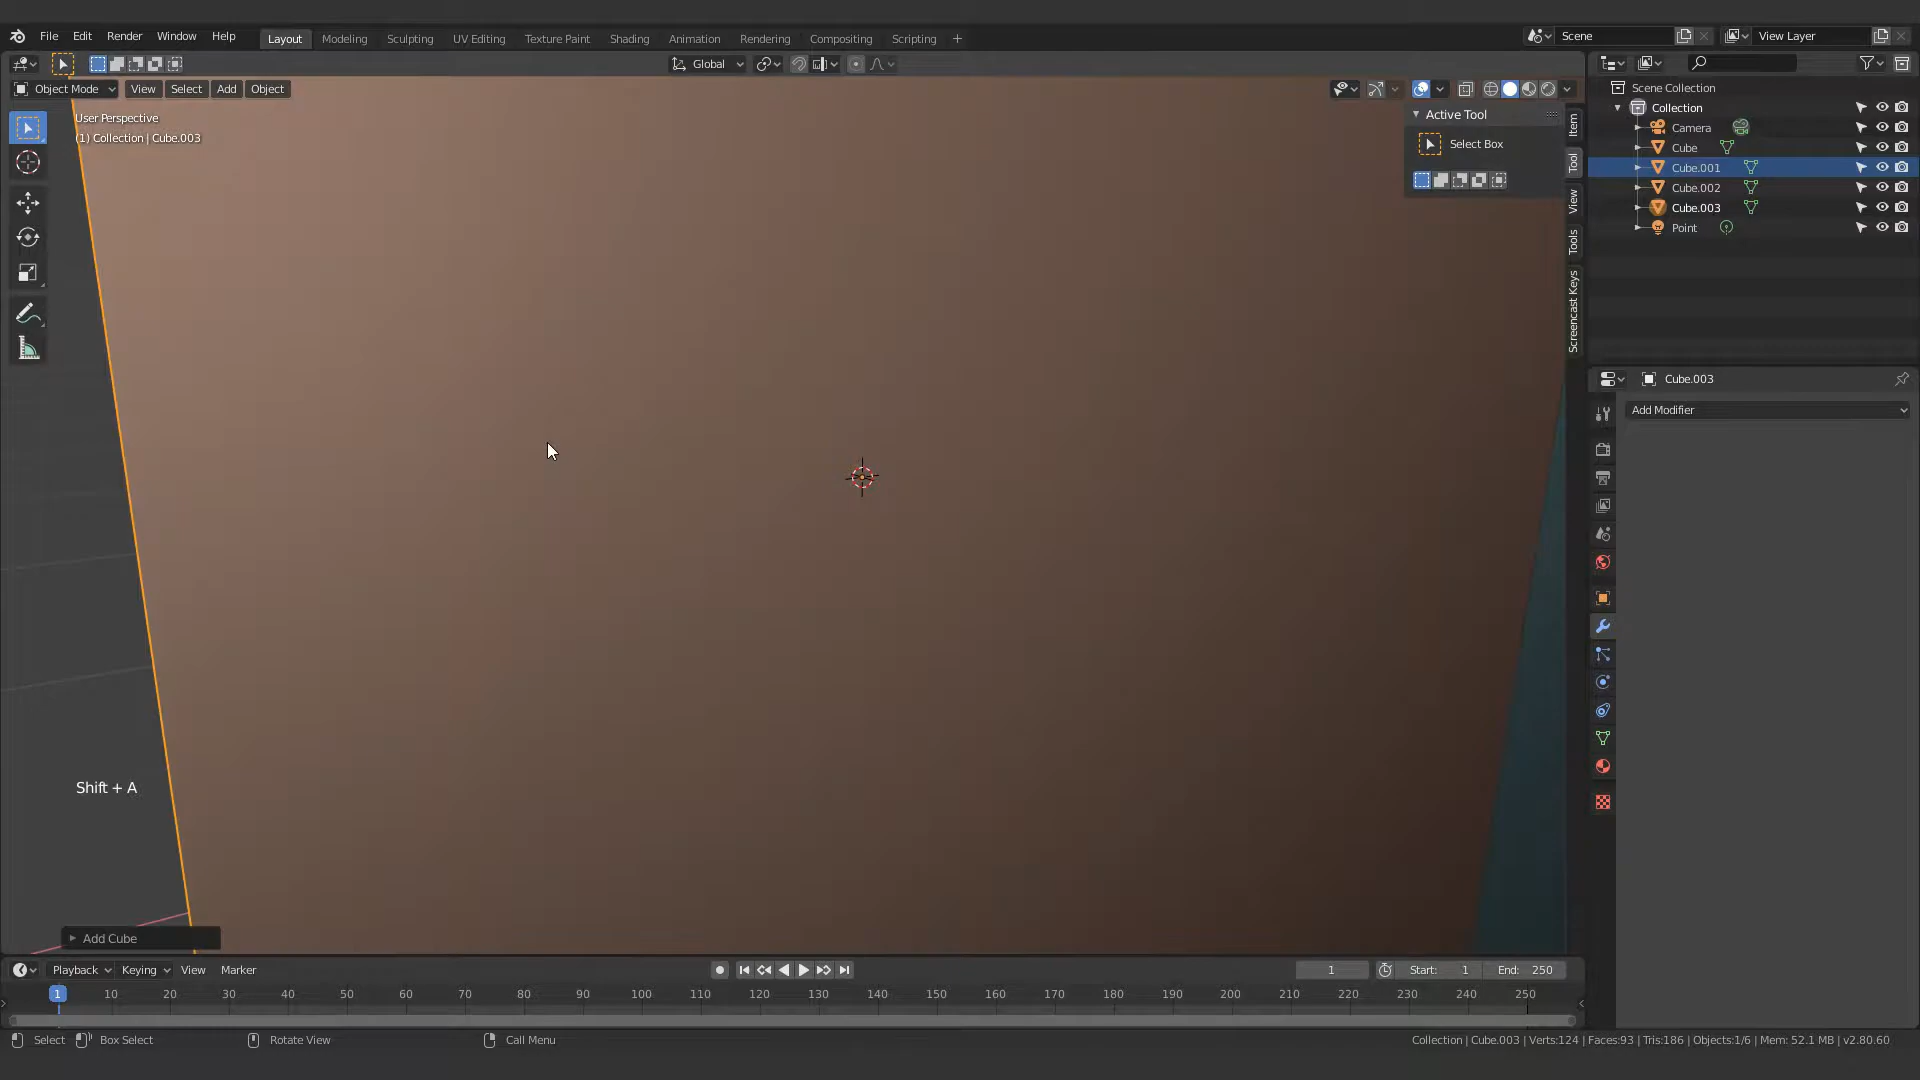 File Edit Render Window Help Layout Modeling Sculpting UV Editing Texture Paint Shading Animation Rendering Compositing Scripting + Scene View Layer
Global
Object Mode View Select Add Object
User Perspective
(1) Collection | Cube.003
Active Tool
Select Box
Item
Tool
View
Tools
Screencast Keys
Scene Collection
Collection
Camera
Cube
Cube.001
Cube.002
Cube.003
Point
Cube.003
Add Modifier
Shift + A
Add Cube
Playback Keying View Marker 1 Start: 1 End: 250
1 10 20 30 40 50 60 70 80 90 100 110 120 130 140 150 160 170 180 190 200 210 220 230 240 250
Select Box Select Rotate View Call Menu Collection | Cube.003 | Verts:124 | Faces:93 | Tris:186 | Objects:1/6 | Mem: 52.1 MB | v2.80.60